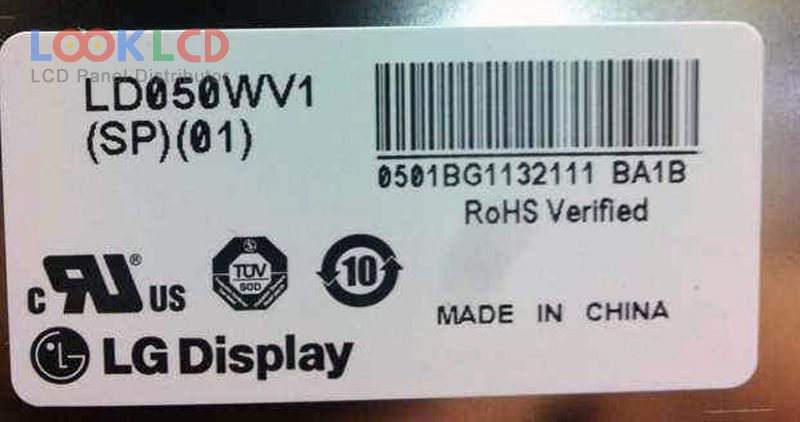 LOOKLCD
LCD Panel Distributor
LD050WV1
(SP)(01)
0501BG1132111 BA1B
RoHS Verified
c RU® US
TÜV
10
MADE IN CHINA
LG Display